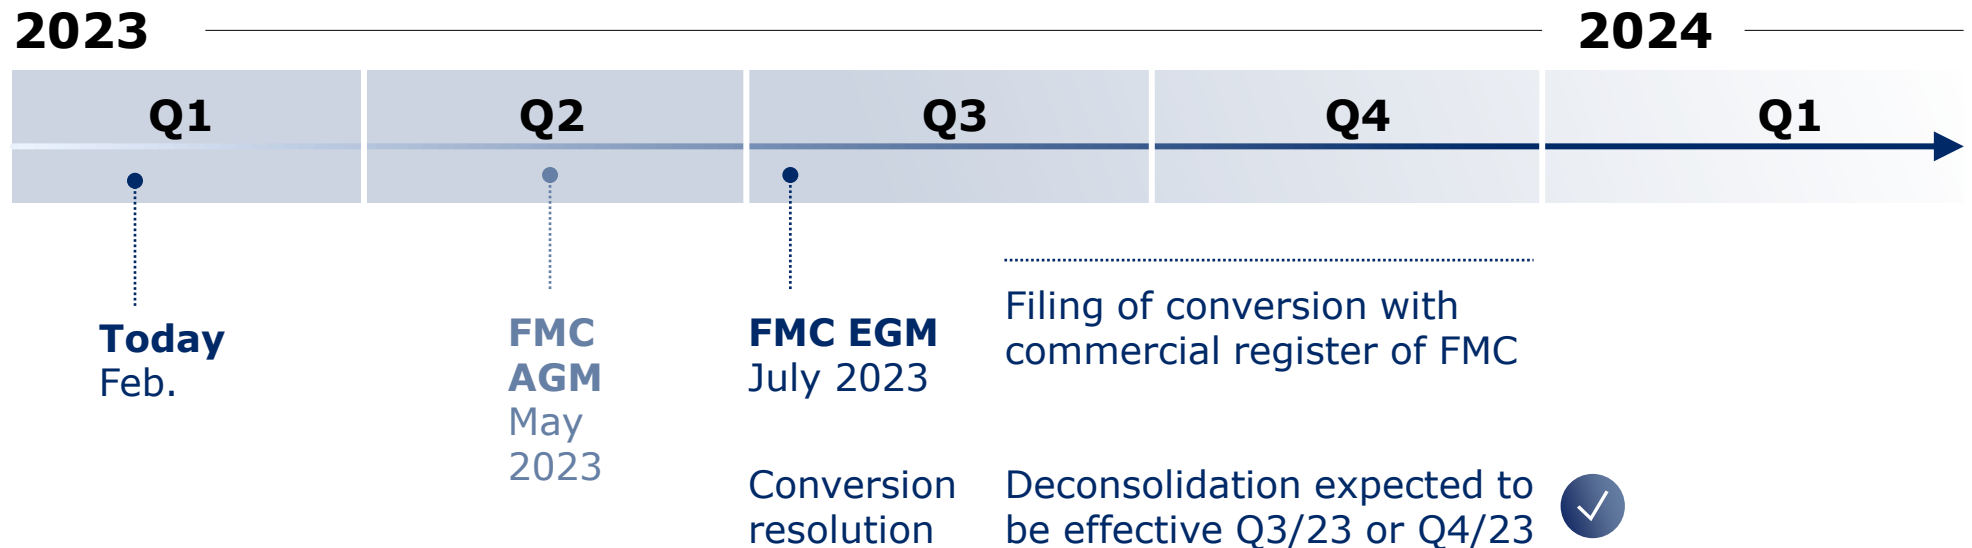 2023
2024
Q1
Q2
Q3
Q4
Q1
Today
Feb.
FMC
AGM
May
2023
FMC EGM
July 2023
Conversion
resolution
Filing of conversion with
commercial register of FMC
Deconsolidation expected to
be effective Q3/23 or Q4/23